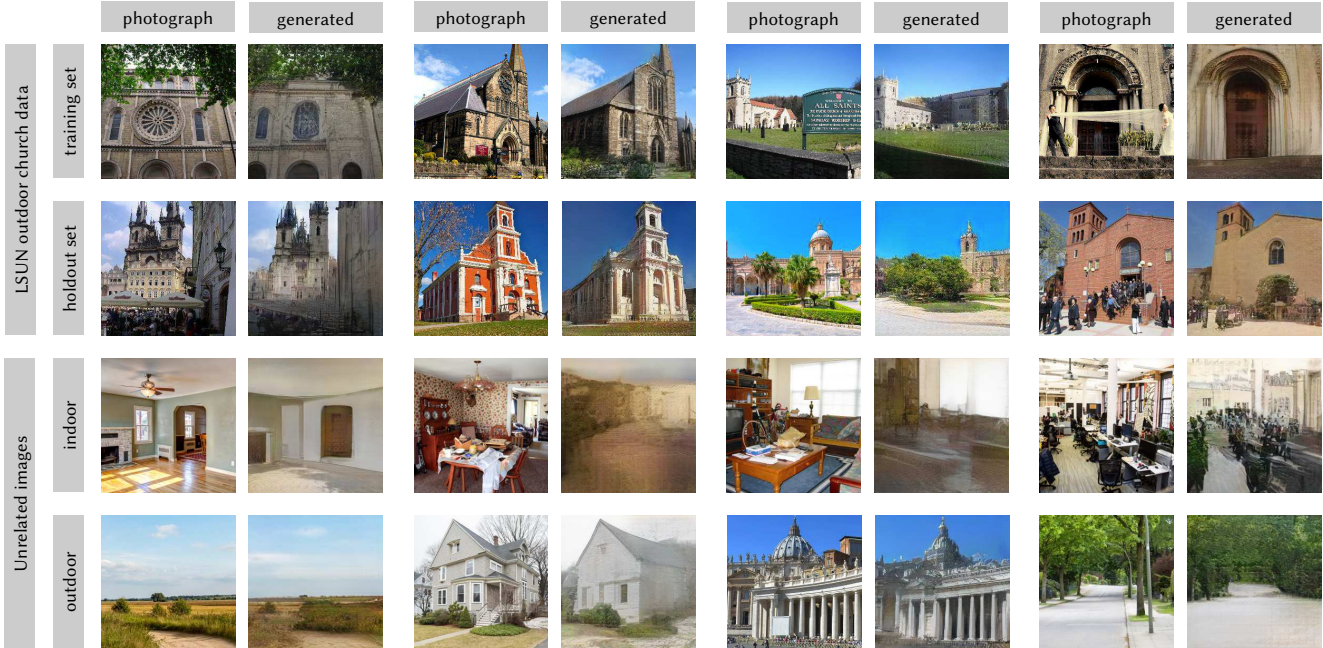 photograph
generated
photograph
generated
photograph
generated
photograph
generated
LSUN outdoor church data
training set
ALL SAINTS
holdout set
Unrelated images
indoor
outdoor